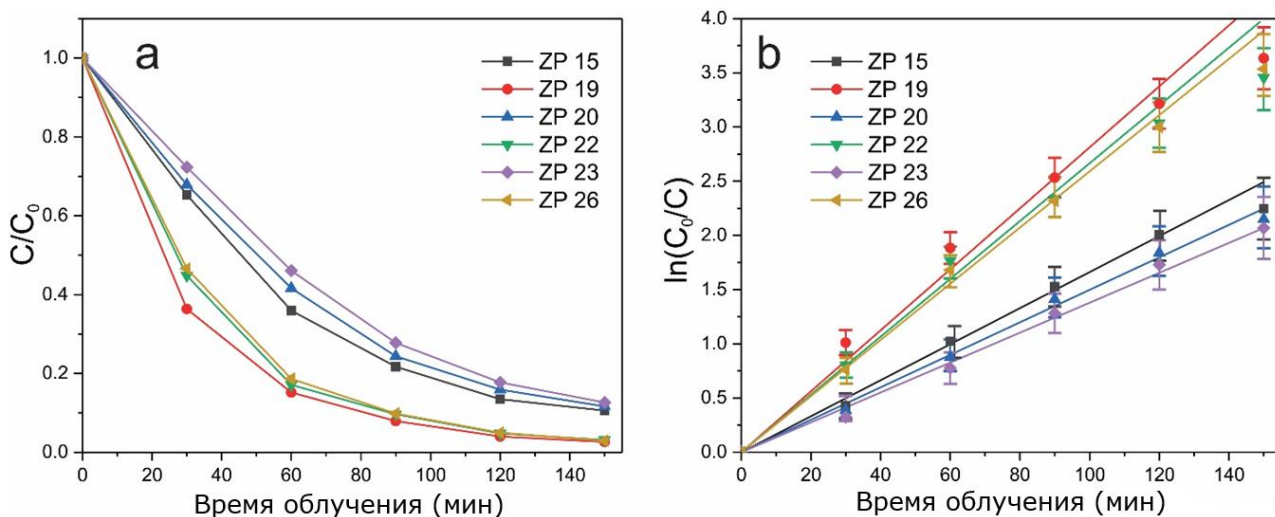 a
C/C0
1.0
0.8
0.6
0.4
0.2
0.0
0 20 40 60 80 100 120 140
Время облучения (мин)
ZP 15
ZP 19
ZP 20
ZP 22
ZP 23
ZP 26
b
ln(C0/C)
4.0
3.5
3.0
2.5
2.0
1.5
1.0
0.5
0.0
0 20 40 60 80 100 120 140
Время облучения (мин)
ZP 15
ZP 19
ZP 20
ZP 22
ZP 23
ZP 26